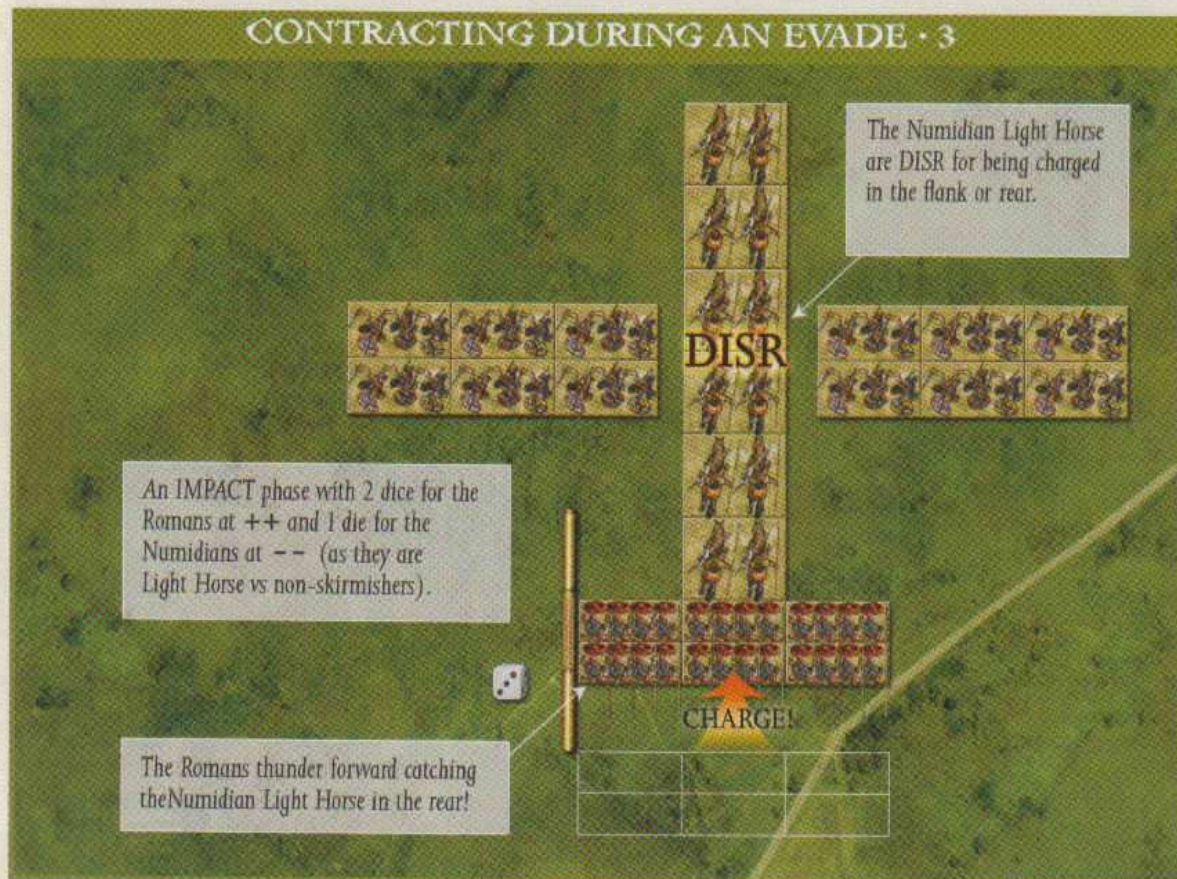 CONTRACTING DURING AN EVADE · 3
The Numidian Light Horse
are DISR for being charged
in the flank or rear.
DISR
An IMPACT phase with 2 dice for the
Romans at ++ and 1 die for the
Numidians at -- (as they are
Light Horse vs non-skirmishers).
CHARGE!
The Romans thunder forward catching
theNumidian Light Horse in the rear!